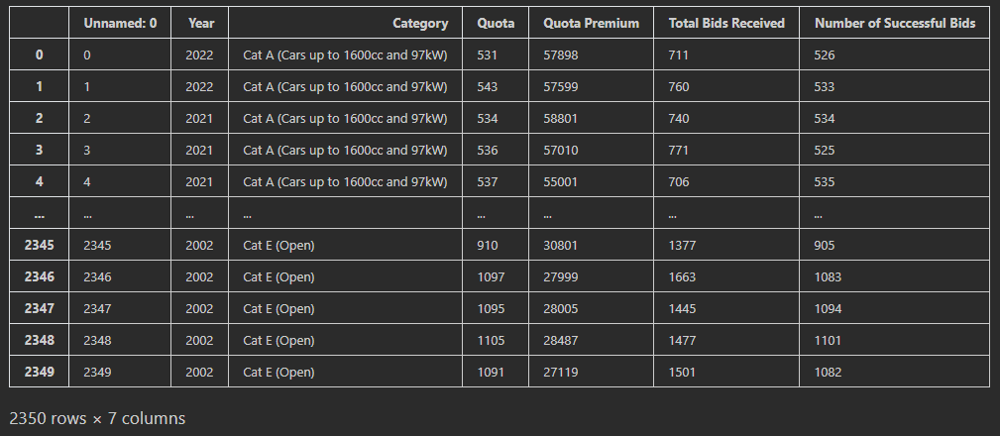 Unnamed: 0 Year Category Quota Quota Premium Total Bids Received Number of Successful Bids
0 0 2022 Cat A (Cars up to 1600cc and 97kW) 531 57898 711 526
1 1 2022 Cat A (Cars up to 1600cc and 97kW) 543 57599 760 533
2 2 2021 Cat A (Cars up to 1600cc and 97kW) 534 58801 740 534
3 3 2021 Cat A (Cars up to 1600cc and 97kW) 536 57010 771 525
4 4 2021 Cat A (Cars up to 1600cc and 97kW) 537 55001 706 535
... ... ... ... ... ... ... ...
2345 2345 2002 Cat E (Open) 910 30801 1377 905
2346 2346 2002 Cat E (Open) 1097 27999 1663 1083
2347 2347 2002 Cat E (Open) 1095 28005 1445 1094
2348 2348 2002 Cat E (Open) 1105 28487 1477 1101
2349 2349 2002 Cat E (Open) 1091 27119 1501 1082
2350 rows × 7 columns